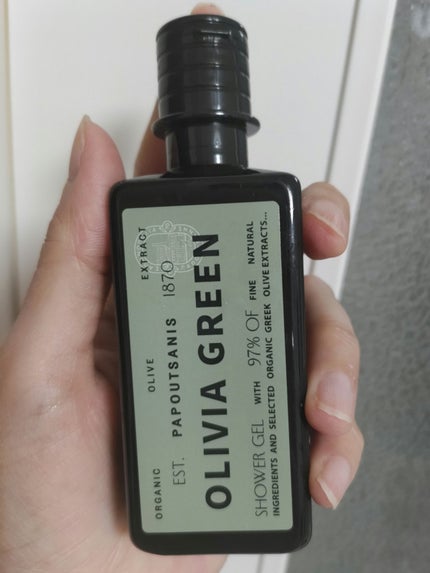 ORGANIC OLIVE EXTRACT
EST. PAPOUTSANIS 1870
OLIVIA GREEN
SHOWER GEL WITH 97% OF FINE NATURAL
INGREDIENTS AND SELECTED ORGANIC GREEK OLIVE EXTRACTS...